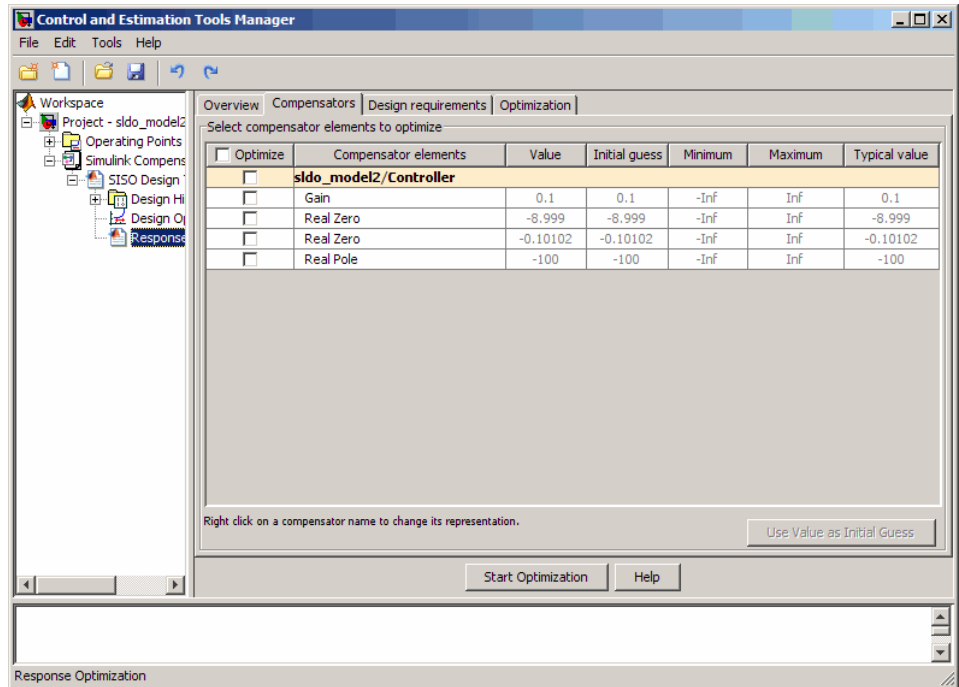 Control and Estimation Tools Manager
File Edit Tools Help
Workspace
Project - sldo_model2
Operating Points
Simulink Compens
SISO Design
Design Hi
Design Op
Response
Overview Compensators Design requirements Optimization
Select compensator elements to optimize
Optimize Compensator elements Value Initial guess Minimum Maximum Typical value
sldo_model2/Controller
Gain 0.1 0.1 -Inf Inf 0.1
Real Zero -8.999 -8.999 -Inf Inf -8.999
Real Zero -0.10102 -0.10102 -Inf Inf -0.10102
Real Pole -100 -100 -Inf Inf -100
Right click on a compensator name to change its representation.
Use Value as Initial Guess
Start Optimization Help
Response Optimization